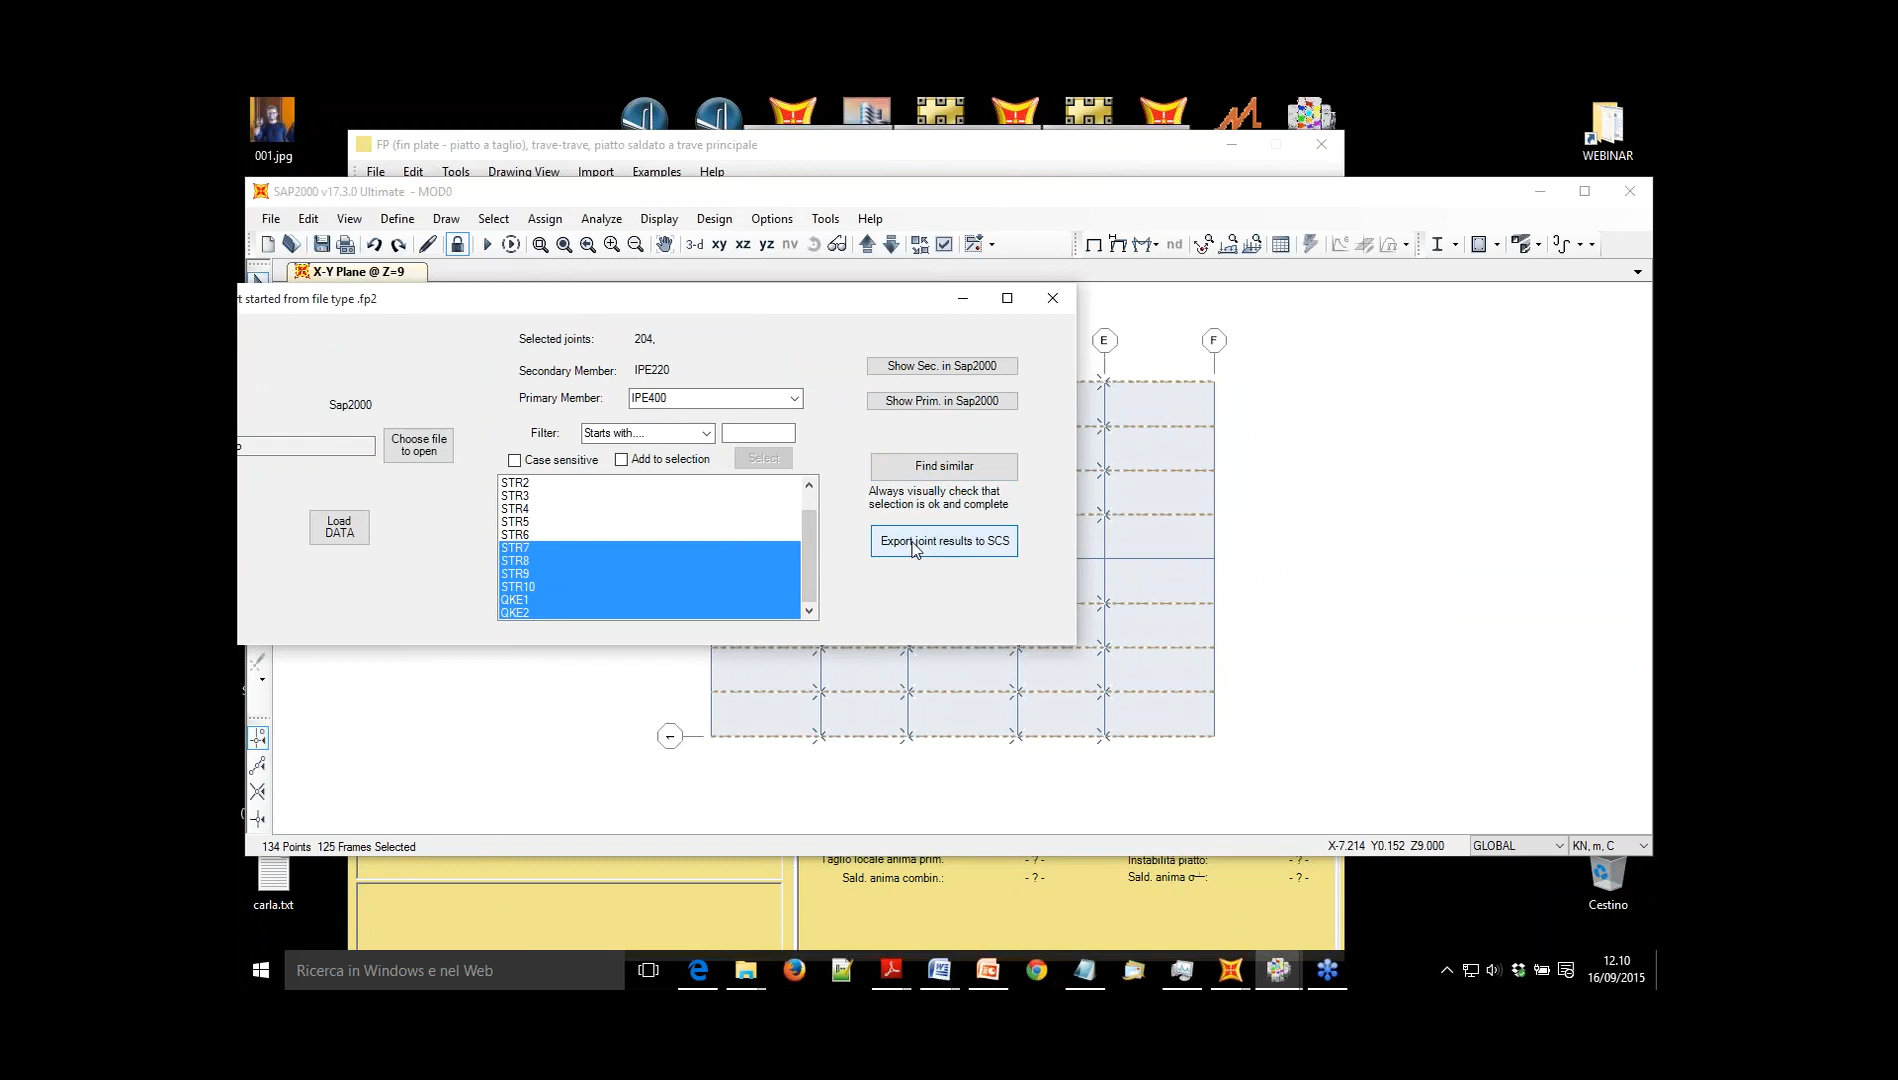 001.jpg
WEBINAR
FP (fin plate - piatto a taglio), trave-trave, piatto saldato a trave principale
File Edit Tools Drawing View Import Examples Help
SAP2000 v17.3.0 Ultimate - MOD0
File Edit View Define Draw Select Assign Analyze Display Design Options Tools Help
3-d xy xz yz nv nd
X-Y Plane @ Z=9
rt started from file type .fp2
Selected joints: 204,
Secondary Member: IPE220
Primary Member: IPE400
Filter: Starts with....
Case sensitive Add to selection Select
STR2
STR3
STR4
STR5
STR6
STR7
STR8
STR9
STR10
QKE1
QKE2
Sap2000
Choose file
to open
Load
DATA
Show Sec. in Sap2000
Show Prim. in Sap2000
Find similar
Always visually check that
selection is ok and complete
Export joint results to SCS
E F
1
134 Points 125 Frames Selected
X-7.214 Y0.152 Z9.000 GLOBAL KN, m, C
Taglio locale anima prim.: - ? - Instabilità piatto: - ? -
Sald. anima combin.: - ? - Sald. anima σ⊥: - ? -
carla.txt
Cestino
Ricerca in Windows e nel Web
12.10
16/09/2015